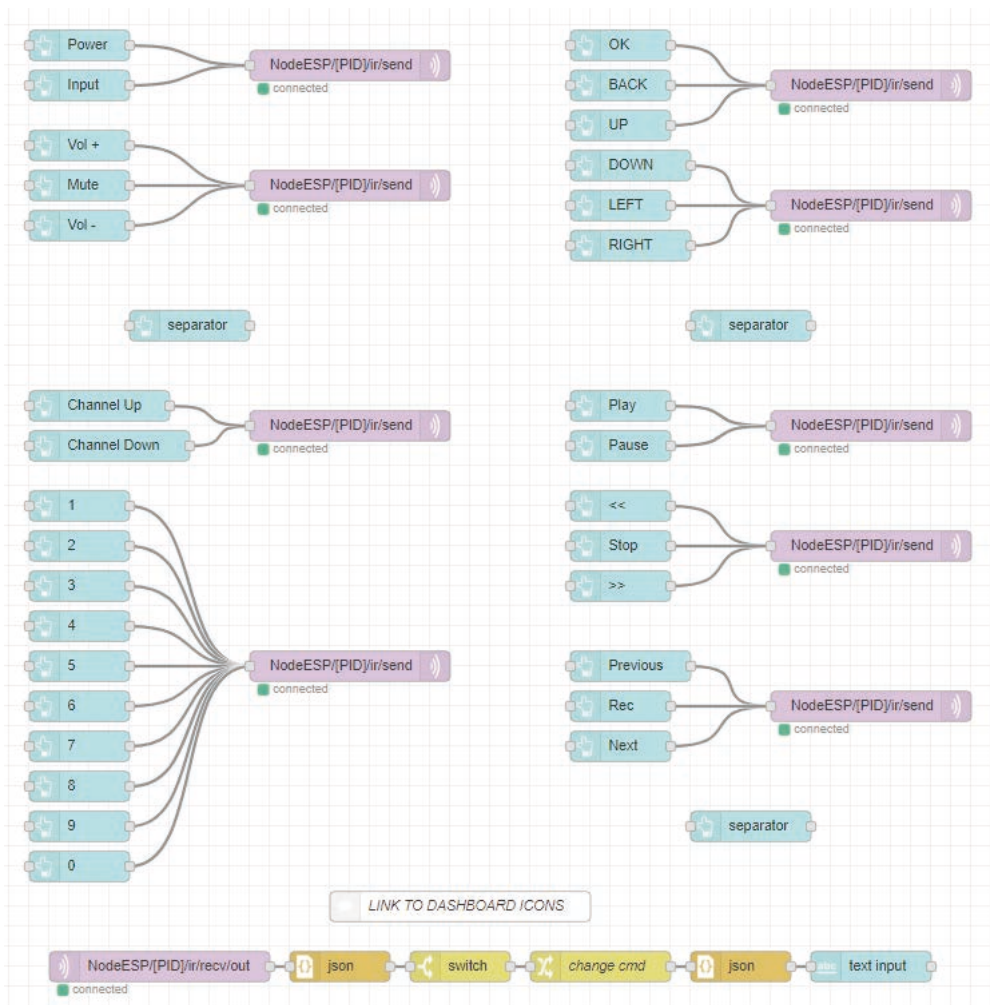 Power
Input
NodeESP/[PID]/ir/send
connected
Vol +
Mute
Vol -
NodeESP/[PID]/ir/send
connected
separator
Channel Up
Channel Down
NodeESP/[PID]/ir/send
connected
1
2
3
4
5
6
7
8
9
0
NodeESP/[PID]/ir/send
connected
OK
BACK
UP
NodeESP/[PID]/ir/send
connected
DOWN
LEFT
RIGHT
NodeESP/[PID]/ir/send
connected
separator
Play
Pause
NodeESP/[PID]/ir/send
connected
<<
Stop
>>
NodeESP/[PID]/ir/send
connected
Previous
Rec
Next
NodeESP/[PID]/ir/send
connected
separator
LINK TO DASHBOARD ICONS
NodeESP/[PID]/ir/recv/out
connected
json
switch
change cmd
json
abc
text input